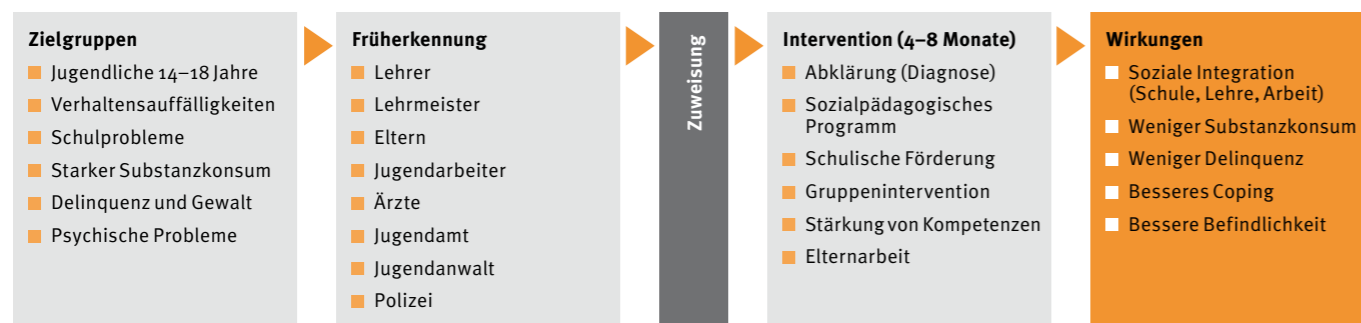 Zielgruppen
Jugendliche 14–18 Jahre
Verhaltensauffälligkeiten
Schulprobleme
Starker Substanzkonsum
Delinquenz und Gewalt
Psychische Probleme
Früherkennung
Lehrer
Lehrmeister
Eltern
Jugendarbeiter
Ärzte
Jugendamt
Jugendanwalt
Polizei
Zuweisung
Intervention (4–8 Monate)
Abklärung (Diagnose)
Sozialpädagogisches
Programm
Schulische Förderung
Gruppenintervention
Stärkung von Kompetenzen
Elternarbeit
Wirkungen
Soziale Integration
(Schule, Lehre, Arbeit)
Weniger Substanzkonsum
Weniger Delinquenz
Besseres Coping
Bessere Befindlichkeit